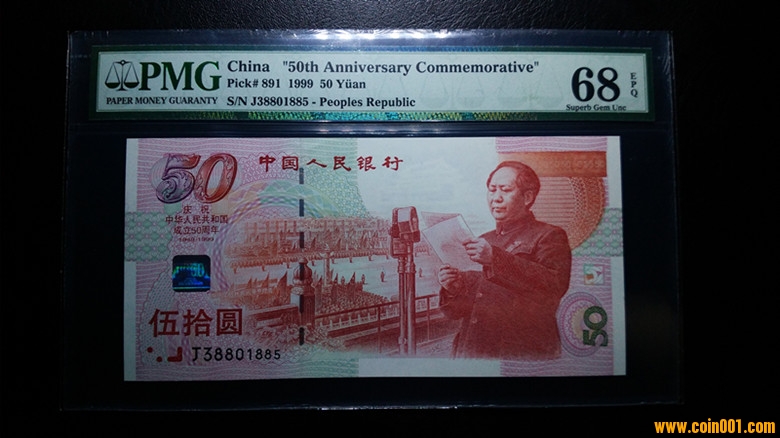 PMG
PAPER MONEY GUARANTY
China "50th Anniversary Commemorative"
Pick# 891 1999 50 Yüan
S/N J38801885 - Peoples Republic
68 EPQ
Superb Gem Unc
50
中国人民银行
庆祝
中华人民共和国
成立50周年
1949-1999
伍拾圆
J38801885
50
www.coin001.com